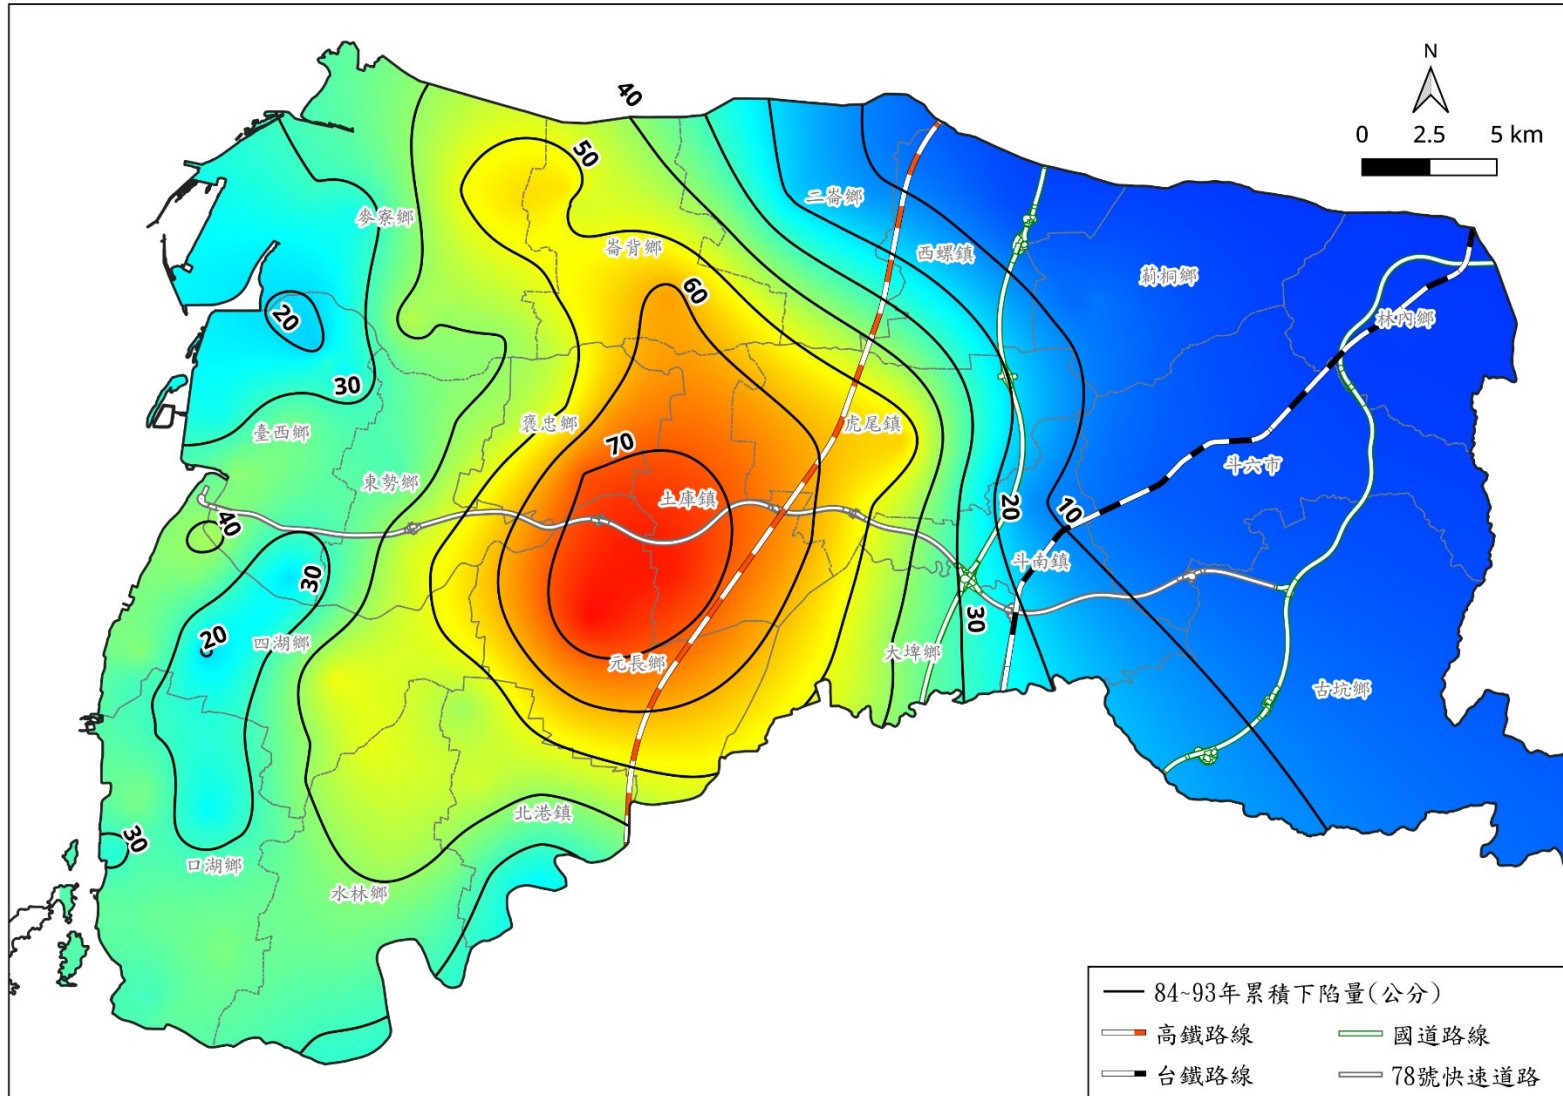 N
0 2.5 5 km
40
50
二崙鄉
麥寮鄉
崙背鄉
西螺鎮
莿桐鄉
60
20
林內鄉
30
褒忠鄉
虎尾鎮
臺西鄉
70
斗六市
東勢鄉
土庫鎮
20
10
40
斗南鎮
30
30
20
四湖鄉
大埤鄉
元長鄉
古坑鄉
北港鎮
30
口湖鄉
水林鄉
84~93年累積下陷量(公分)
高鐵路線 國道路線
台鐵路線 78號快速道路